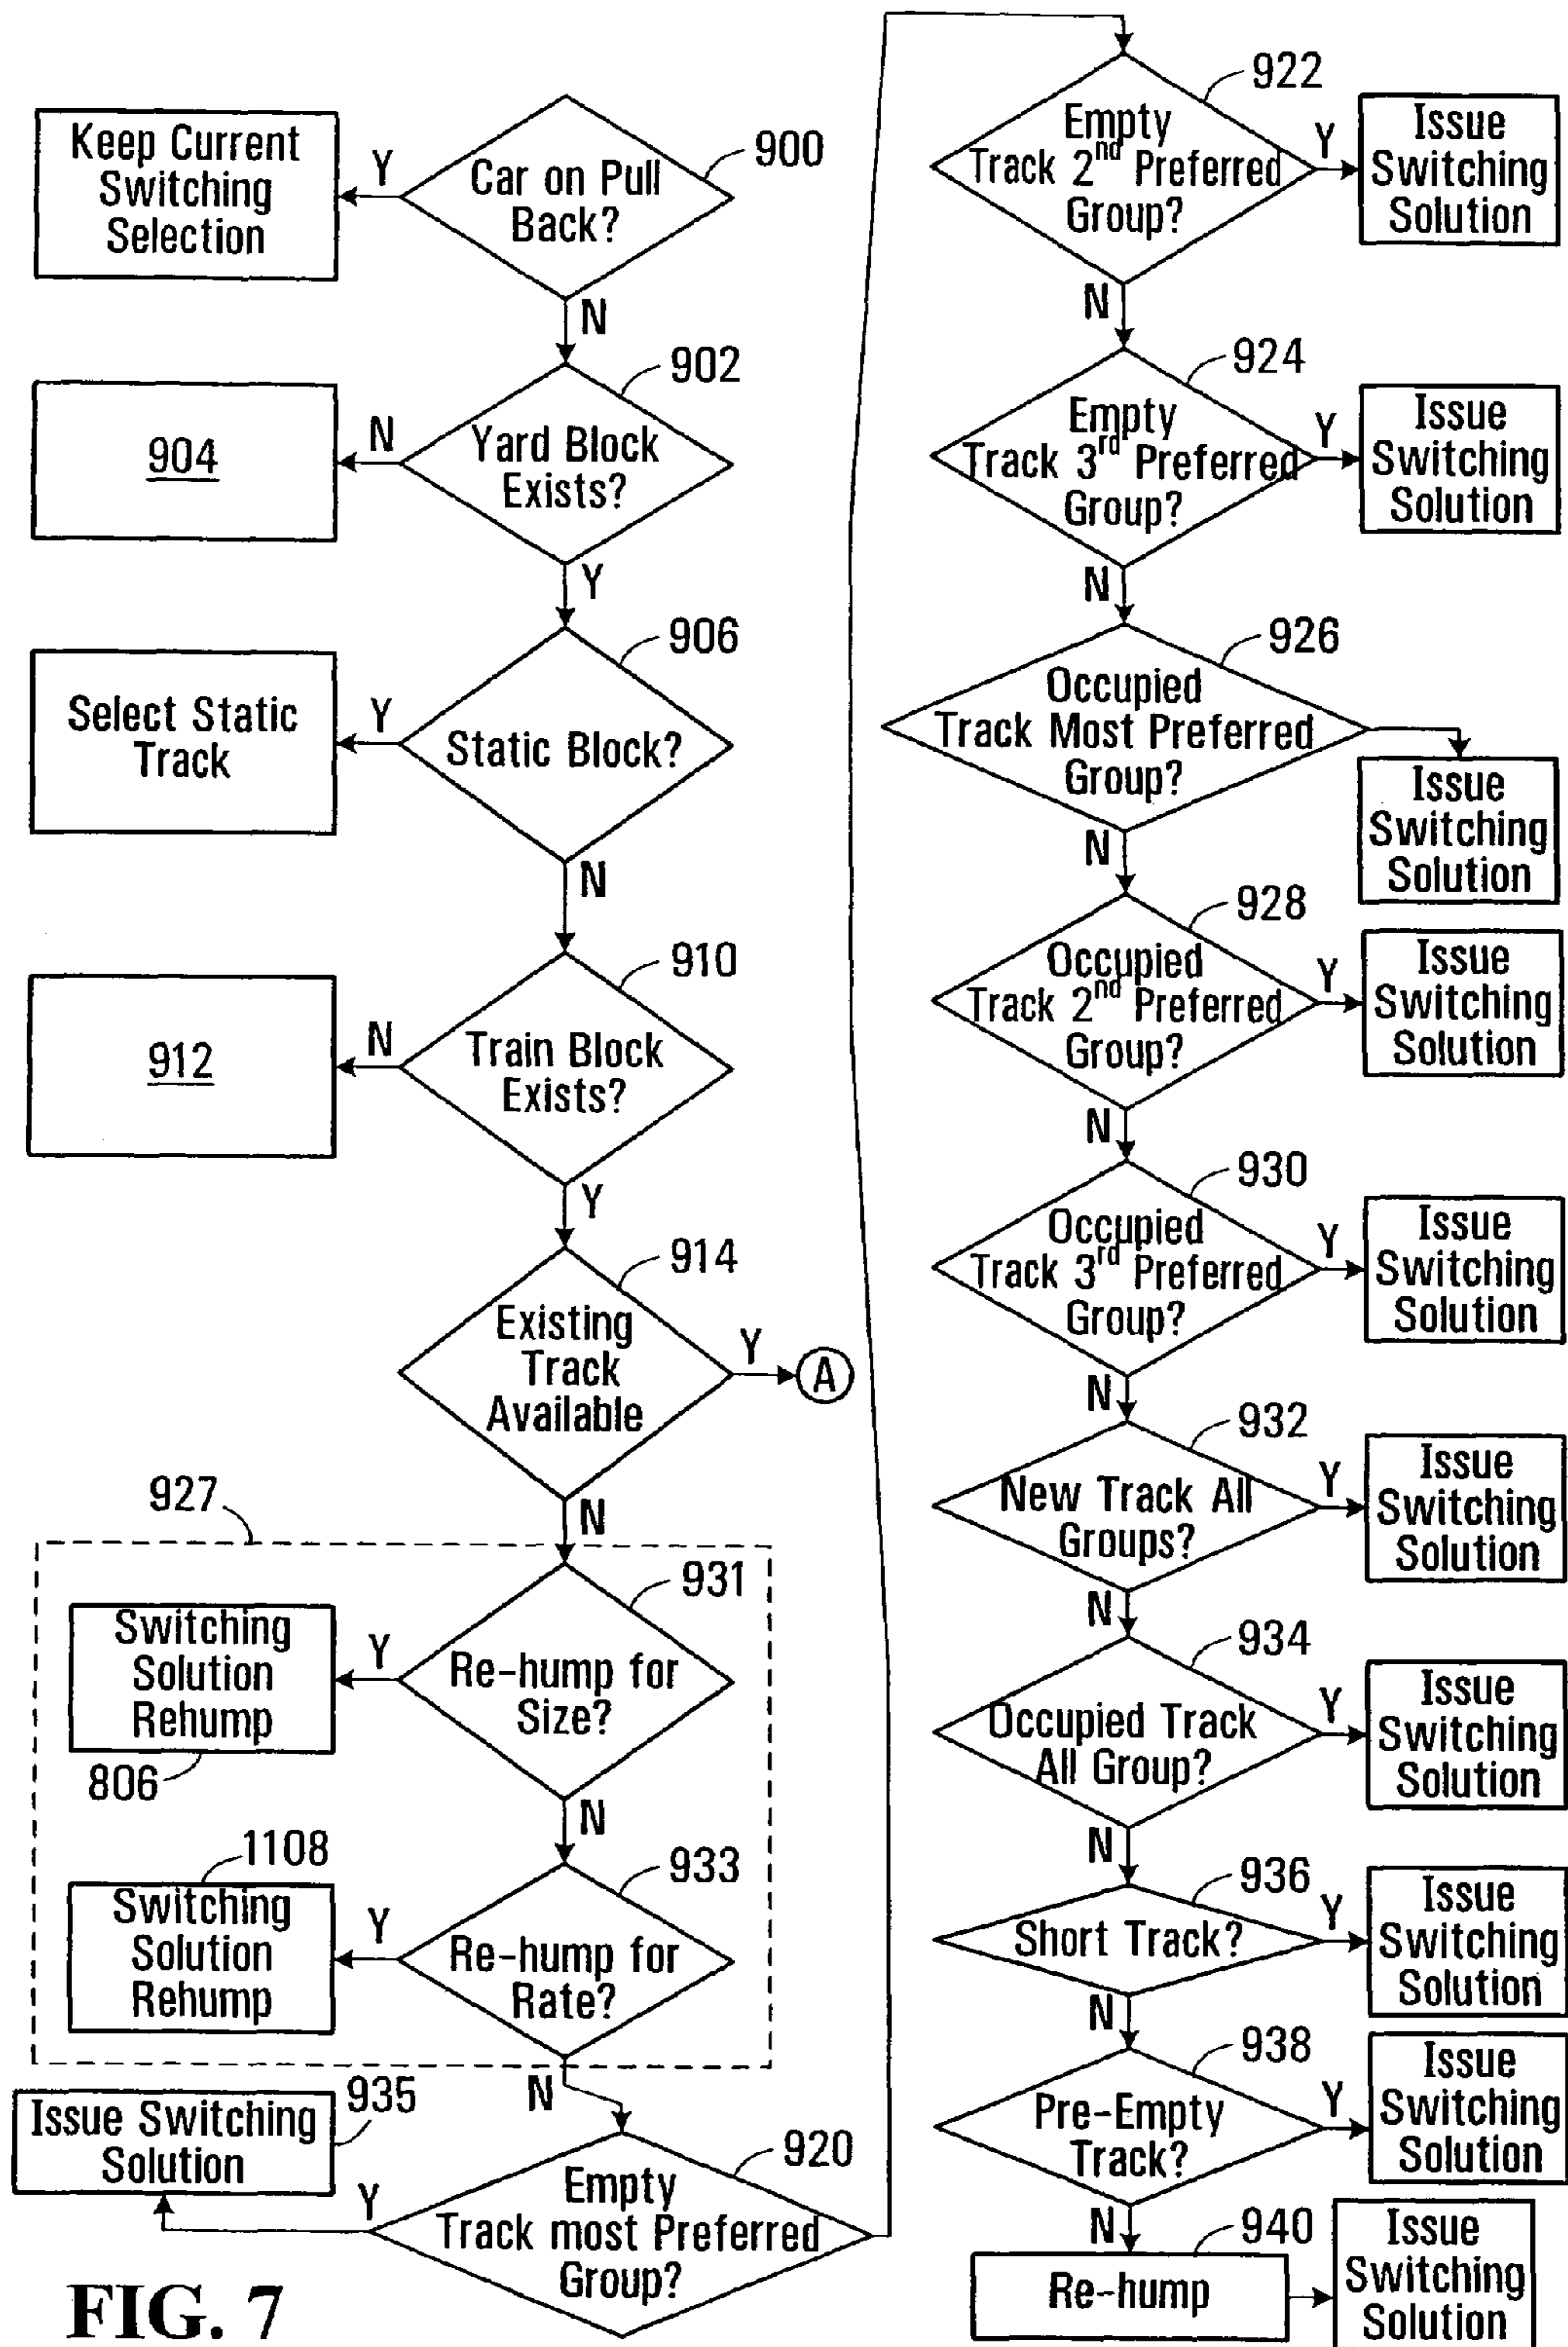 Car on Pull
Back?
900
Y
Keep Current
Switching
Selection
N
Yard Block
Exists?
902
N
904
Y
Static Block?
906
Y
Select Static
Track
N
Train Block
Exists?
910
N
912
Y
Existing
Track
Available
914
Y
A
N
927
Re-hump for
Size?
931
Y
Switching
Solution
Rehump
806
N
Re-hump for
Rate?
933
Y
Switching
Solution
Rehump
1108
N
Empty
Track most Preferred
Group?
920
Y
Issue Switching
Solution
935
Empty
Track 2nd Preferred
Group?
922
Y
Issue
Switching
Solution
N
Empty
Track 3rd Preferred
Group?
924
Y
Issue
Switching
Solution
N
Occupied
Track Most Preferred
Group?
926
Issue
Switching
Solution
N
Occupied
Track 2nd Preferred
Group?
928
Y
Issue
Switching
Solution
N
Occupied
Track 3rd Preferred
Group?
930
Y
Issue
Switching
Solution
N
New Track All
Groups?
932
Y
Issue
Switching
Solution
N
Occupied Track
All Group?
934
Y
Issue
Switching
Solution
N
Short Track?
936
Y
Issue
Switching
Solution
N
Pre-Empty
Track?
938
Y
Issue
Switching
Solution
N
Re-hump
940
Issue
Switching
Solution
FIG. 7